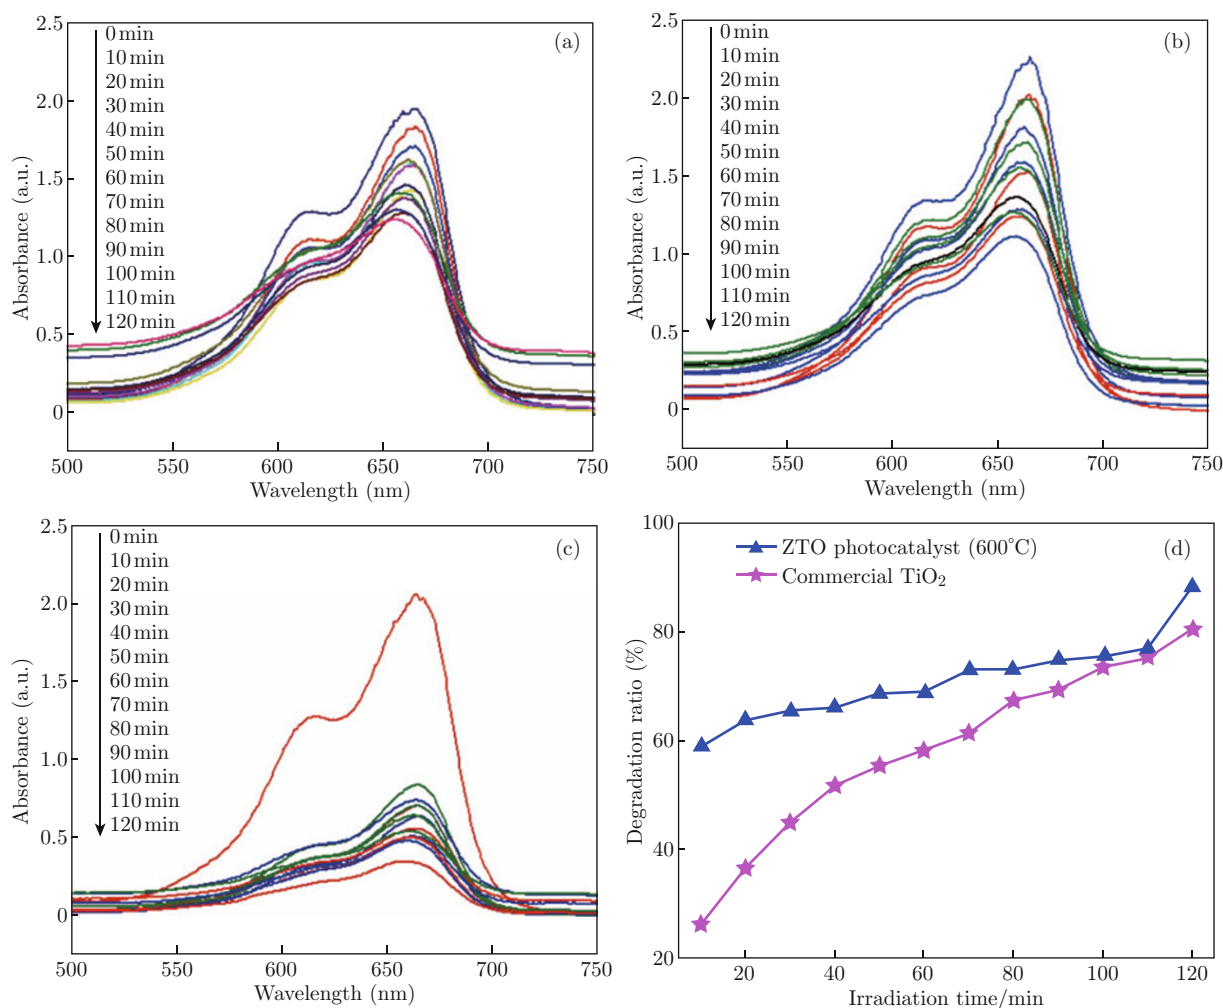 2.5
2.0
1.5
1.0
0.5
0
Absorbance (a.u.)
0 min
10 min
20 min
30 min
40 min
50 min
60 min
70 min
80 min
90 min
100 min
110 min
120 min
(a)
500
550
600
650
700
750
Wavelength (nm)
2.5
2.0
1.5
1.0
0.5
0
Absorbance (a.u.)
0 min
10 min
20 min
30 min
40 min
50 min
60 min
70 min
80 min
90 min
100 min
110 min
120 min
(b)
500
550
600
650
700
750
Wavelength (nm)
2.5
2.0
1.5
1.0
0.5
0
Absorbance (a.u.)
0 min
10 min
20 min
30 min
40 min
50 min
60 min
70 min
80 min
90 min
100 min
110 min
120 min
(c)
500
550
600
650
700
750
Wavelength (nm)
100
80
60
40
20
Degradation ratio (%)
ZTO photocatalyst (600°C)
Commercial TiO₂
(d)
20
40
60
80
100
120
Irradiation time/min